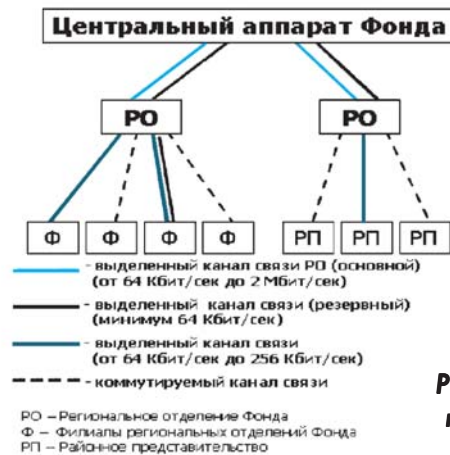 Центральный аппарат Фонда
РО РО
Ф Ф Ф Ф РП РП РП
- выделенный канал связи РО (основной)
(от 64 Кбит/сек до 2 Мбит/сек)
- выделенный канал связи (резервный)
(минимум 64 Кбит/сек)
- выделенный канал связи
(от 64 Кбит/сек до 256 Кбит/сек)
- коммутируемый канал связи
РО – Региональное отделение Фонда
Ф – Филиалы региональных отделений Фонда
РП – Районное представительство